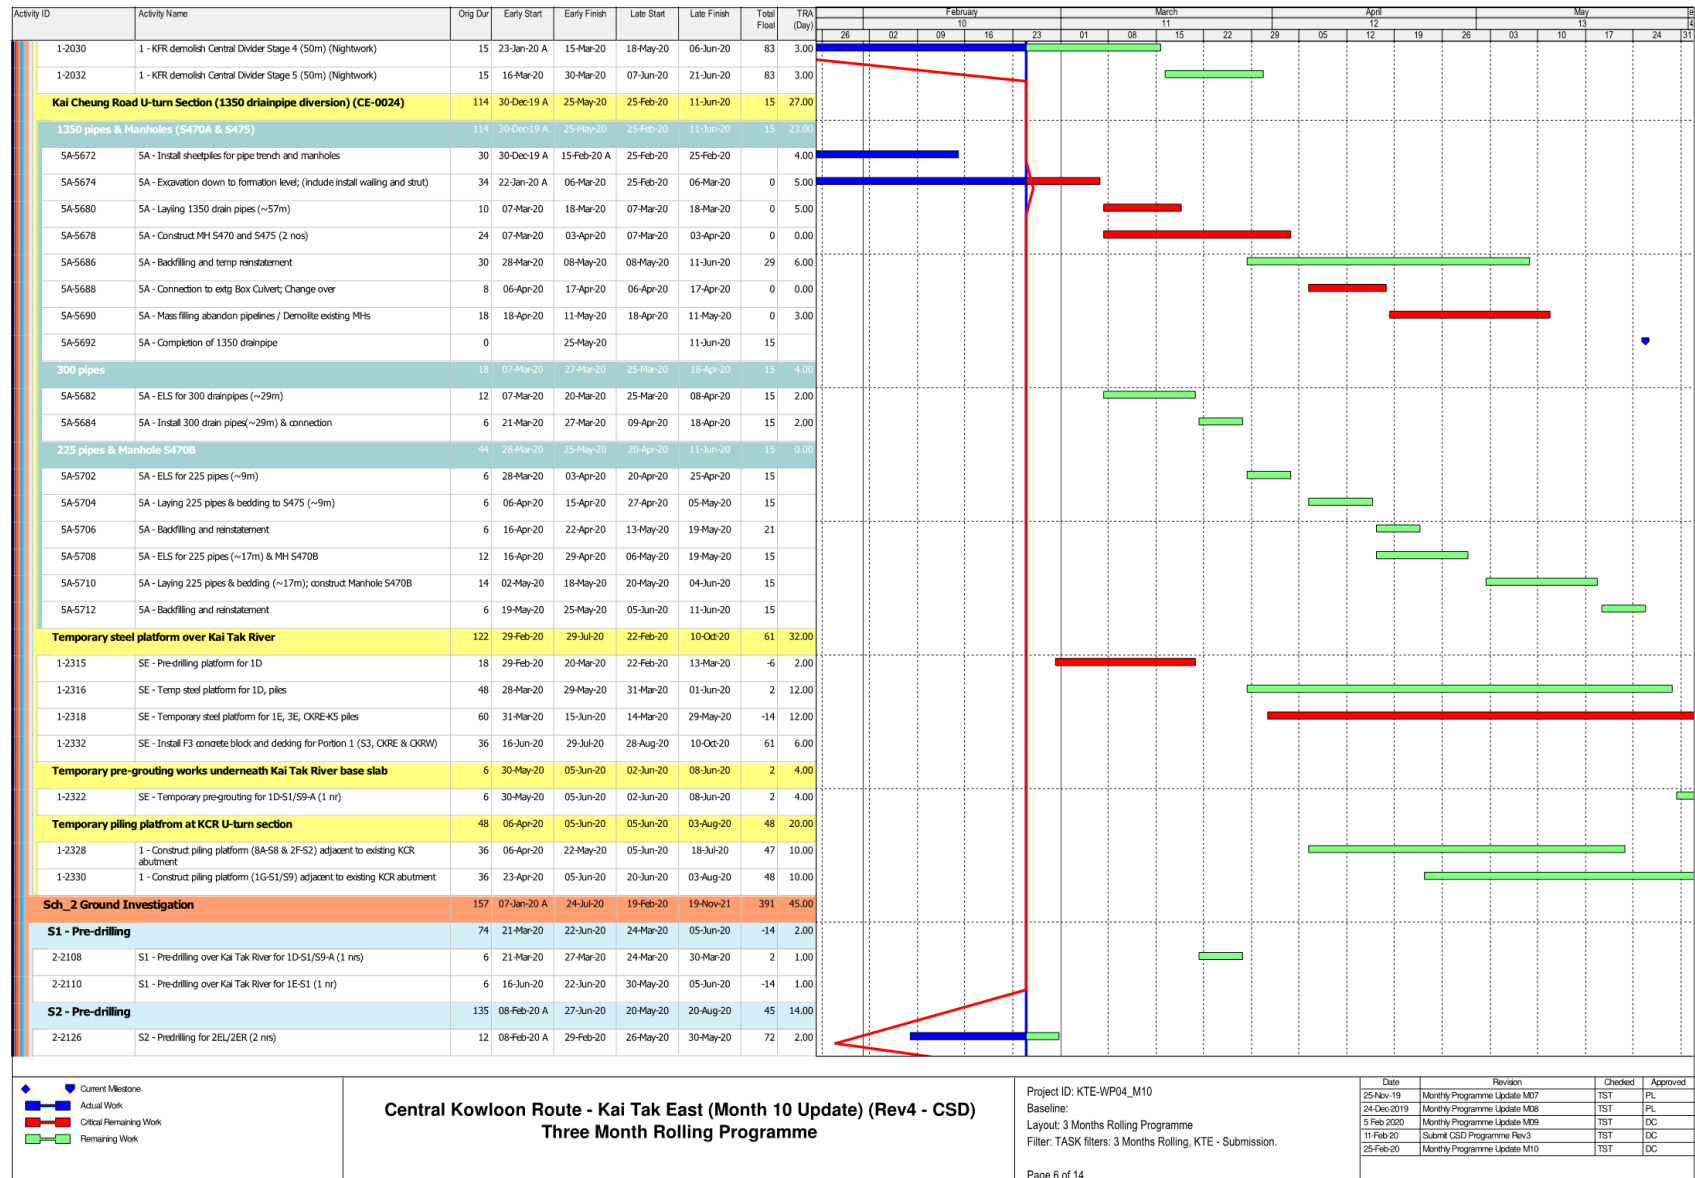 Activity ID Activity Name Orig Dur Early Start Early Finish Late Start Late Finish Total Float TRA (Day)
February March April May
10 11 12 13 4
26 02 09 16 23 01 08 15 22 29 05 12 19 26 03 10 17 24 31
1-2030 1 - KFR demolish Central Divider Stage 4 (50m) (Nightwork) 15 23-Jan-20 A 15-Mar-20 18-May-20 06-Jun-20 83 3.00
1-2032 1 - KFR demolish Central Divider Stage 5 (50m) (Nightwork) 15 16-Mar-20 30-Mar-20 07-Jun-20 21-Jun-20 83 3.00
Kai Cheung Road U-turn Section (1350 driainpipe diversion) (CE-0024) 114 30-Dec-19 A 25-May-20 25-Feb-20 11-Jun-20 15 27.00
1350 pipes & Manholes (S470A & S475) 114 30-Dec-19 A 25-May-20 25-Feb-20 11-Jun-20 15 23.00
5A-5672 5A - Install sheetpiles for pipe trench and manholes 30 30-Dec-19 A 15-Feb-20 A 25-Feb-20 25-Feb-20 4.00
5A-5674 5A - Excavation down to formation level; (indude install wailing and strut) 34 22-Jan-20 A 06-Mar-20 25-Feb-20 06-Mar-20 0 5.00
5A-5680 5A - Layiing 1350 drain pipes (~57m) 10 07-Mar-20 18-Mar-20 07-Mar-20 18-Mar-20 0 5.00
5A-5678 5A - Construct MH S470 and S475 (2 nos) 24 07-Mar-20 03-Apr-20 07-Mar-20 03-Apr-20 0 0.00
5A-5686 5A - Backfilling and temp reinstatement 30 28-Mar-20 08-May-20 08-May-20 11-Jun-20 29 6.00
5A-5688 5A - Connection to extg Box Culvert; Change over 8 06-Apr-20 17-Apr-20 06-Apr-20 17-Apr-20 0 0.00
5A-5690 5A - Mass filling abandon pipelines / Demolite existing MHs 18 18-Apr-20 11-May-20 18-Apr-20 11-May-20 0 3.00
5A-5692 5A - Completion of 1350 drainpipe 0 25-May-20 11-Jun-20 15
300 pipes 18 07-Mar-20 27-Mar-20 25-Mar-20 18-Apr-20 15 4.00
5A-5682 5A - ELS for 300 drainpipes (~29m) 12 07-Mar-20 20-Mar-20 25-Mar-20 08-Apr-20 15 2.00
5A-5684 5A - Install 300 drain pipes(~29m) & connection 6 21-Mar-20 27-Mar-20 09-Apr-20 18-Apr-20 15 2.00
225 pipes & Manhole S470B 44 28-Mar-20 25-May-20 20-Apr-20 11-Jun-20 15 0.00
5A-5702 5A - ELS for 225 pipes (~9m) 6 28-Mar-20 03-Apr-20 20-Apr-20 25-Apr-20 15
5A-5704 5A - Laying 225 pipes & bedding to S475 (~9m) 6 06-Apr-20 15-Apr-20 27-Apr-20 05-May-20 15
5A-5706 5A - Backfilling and reinstatement 6 16-Apr-20 22-Apr-20 13-May-20 19-May-20 21
5A-5708 5A - ELS for 225 pipes (~17m) & MH S470B 12 16-Apr-20 29-Apr-20 06-May-20 19-May-20 15
5A-5710 5A - Laying 225 pipes & bedding (~17m); construct Manhole S470B 14 02-May-20 18-May-20 20-May-20 04-Jun-20 15
5A-5712 5A - Backfilling and reinstatement 6 19-May-20 25-May-20 05-Jun-20 11-Jun-20 15
Temporary steel platform over Kai Tak River 122 29-Feb-20 29-Jul-20 22-Feb-20 10-Oct-20 61 32.00
1-2315 SE - Pre-drilling platform for 1D 18 29-Feb-20 20-Mar-20 22-Feb-20 13-Mar-20 -6 2.00
1-2316 SE - Temp steel platform for 1D, piles 48 28-Mar-20 29-May-20 31-Mar-20 01-Jun-20 2 12.00
1-2318 SE - Temporary steel platform for 1E, 3E, CKRE-K5 piles 60 31-Mar-20 15-Jun-20 14-Mar-20 29-May-20 -14 12.00
1-2332 SE - Install F3 concrete block and decking for Portion 1 (S3, CKRE & CKRW) 36 16-Jun-20 29-Jul-20 28-Aug-20 10-Oct-20 61 6.00
Temporary pre-grouting works underneath Kai Tak River base slab 6 30-May-20 05-Jun-20 02-Jun-20 08-Jun-20 2 4.00
1-2322 SE - Temporary pre-grouting for 1D-S1/S9-A (1 nr) 6 30-May-20 05-Jun-20 02-Jun-20 08-Jun-20 2 4.00
Temporary piling platfrom at KCR U-turn section 48 06-Apr-20 05-Jun-20 05-Jun-20 03-Aug-20 48 20.00
1-2328 1 - Construct piling platform (8A-S8 & 2F-S2) adjacent to existing KCR abutment 36 06-Apr-20 22-May-20 05-Jun-20 18-Jul-20 47 10.00
1-2330 1 - Construct piling platform (1G-S1/S9) adjacent to existing KCR abutment 36 23-Apr-20 05-Jun-20 20-Jun-20 03-Aug-20 48 10.00
Sch_2 Ground Investigation 157 07-Jan-20 A 24-Jul-20 19-Feb-20 19-Nov-21 391 45.00
S1 - Pre-drilling 74 21-Mar-20 22-Jun-20 24-Mar-20 05-Jun-20 -14 2.00
2-2108 S1 - Pre-drilling over Kai Tak River for 1D-S1/S9-A (1 nrs) 6 21-Mar-20 27-Mar-20 24-Mar-20 30-Mar-20 2 1.00
2-2110 S1 - Pre-drilling over Kai Tak River for 1E-S1 (1 nr) 6 16-Jun-20 22-Jun-20 30-May-20 05-Jun-20 -14 1.00
S2 - Pre-drilling 135 08-Feb-20 A 27-Jun-20 20-May-20 20-Aug-20 45 14.00
2-2126 S2 - Predrilling for 2EL/2ER (2 nrs) 12 08-Feb-20 A 29-Feb-20 26-May-20 30-May-20 72 2.00
Current Milestone
Actual Work
Critical Remaining Work
Remaining Work
Central Kowloon Route - Kai Tak East (Month 10 Update) (Rev4 - CSD)
Three Month Rolling Programme
Project ID: KTE-WP04_M10
Baseline:
Layout: 3 Months Rolling Programme
Filter: TASK filters: 3 Months Rolling, KTE - Submission.
Page 6 of 14
Date Revision Checked Approved
25-Nov-19 Monthly Programme Update M07 TST PL
24-Dec-2019 Monthly Programme Update M08 TST PL
5 Feb 2020 Monthly Programme Update M09 TST DC
11-Feb-20 Submit CSD Programme Rev3 TST DC
25-Feb-20 Monthly Programme Update M10 TST DC